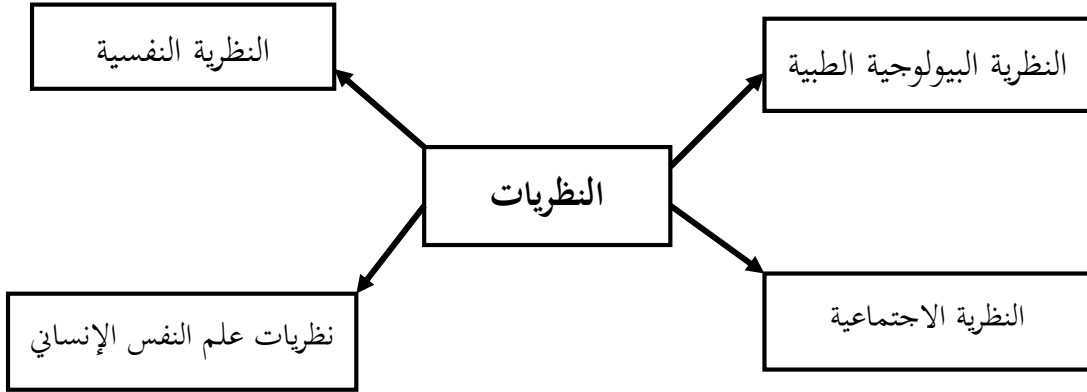 النظرية البيولوجية الطبية
النظرية النفسية
النظريات
النظرية الاجتماعية
نظريات علم النفس الإنساني